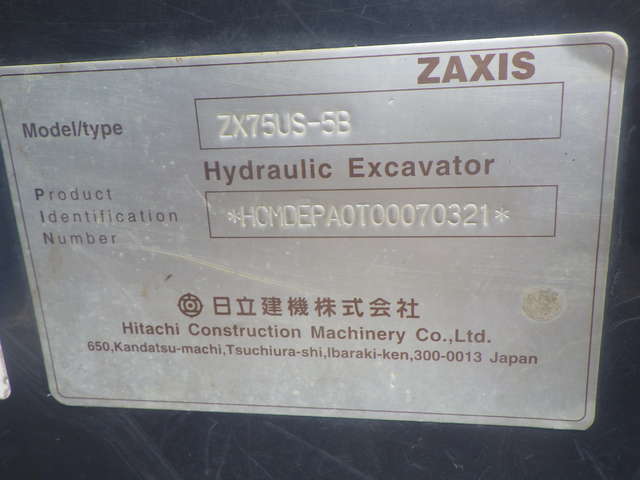 ZAXIS
Model/type ZX75US-5B
Hydraulic Excavator
Product
Identification
Number
*HCMDEPA0T00070321*
日立建機株式会社
Hitachi Construction Machinery Co.,Ltd.
650,Kandatsu-machi,Tsuchiura-shi,Ibaraki-ken,300-0013 Japan